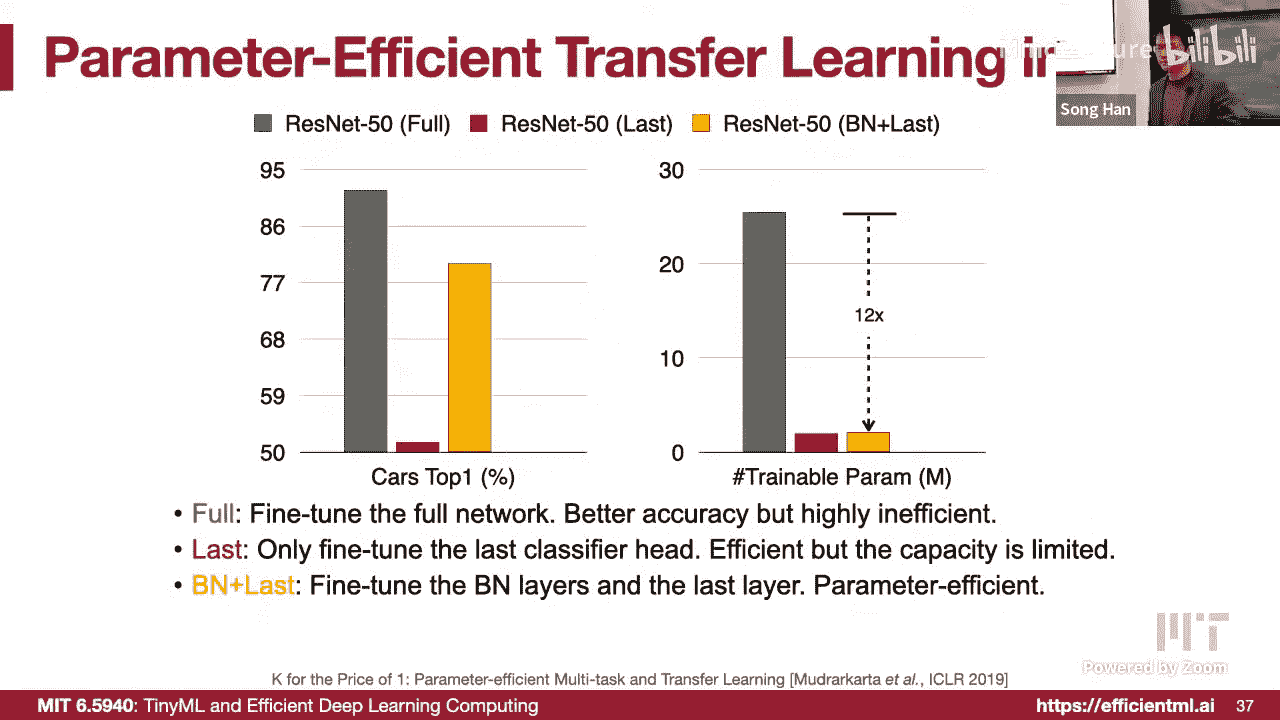 Parameter-Efficient Transfer Learning in
bilibili
Song Han
ResNet-50 (Full) ResNet-50 (Last) ResNet-50 (BN+Last)
95
86
77
68
59
50
Cars Top1 (%)
30
20
10
0
12x
#Trainable Param (M)
• Full: Fine-tune the full network. Better accuracy but highly inefficient.
• Last: Only fine-tune the last classifier head. Efficient but the capacity is limited.
• BN+Last: Fine-tune the BN layers and the last layer. Parameter-efficient.
MIT
Powered by Zoom
K for the Price of 1: Parameter-efficient Multi-task and Transfer Learning [Mudrarkarta et al., ICLR 2019]
MIT 6.5940: TinyML and Efficient Deep Learning Computing https://efficientml.ai 37